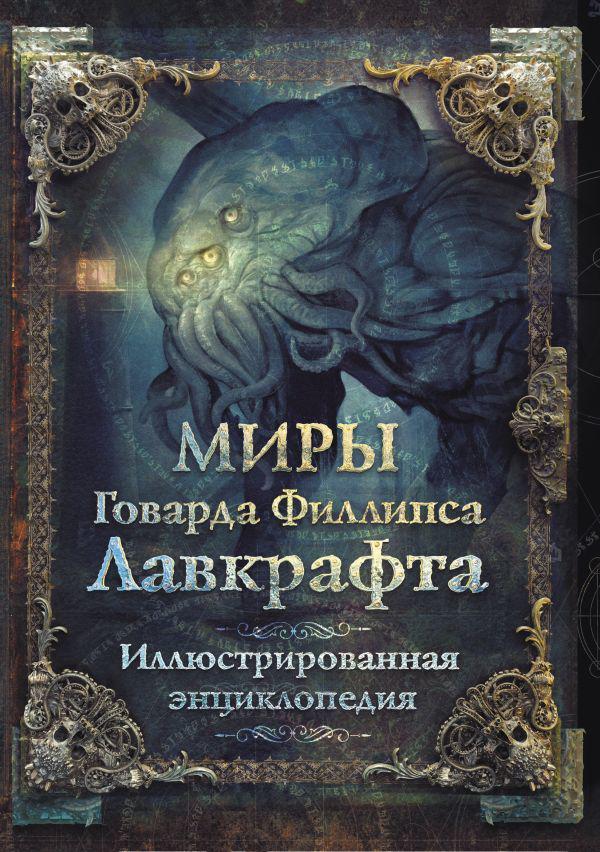 МИРЫ
Говарда Филлипса
Лавкрафта
Иллюстрированная
энциклопедия